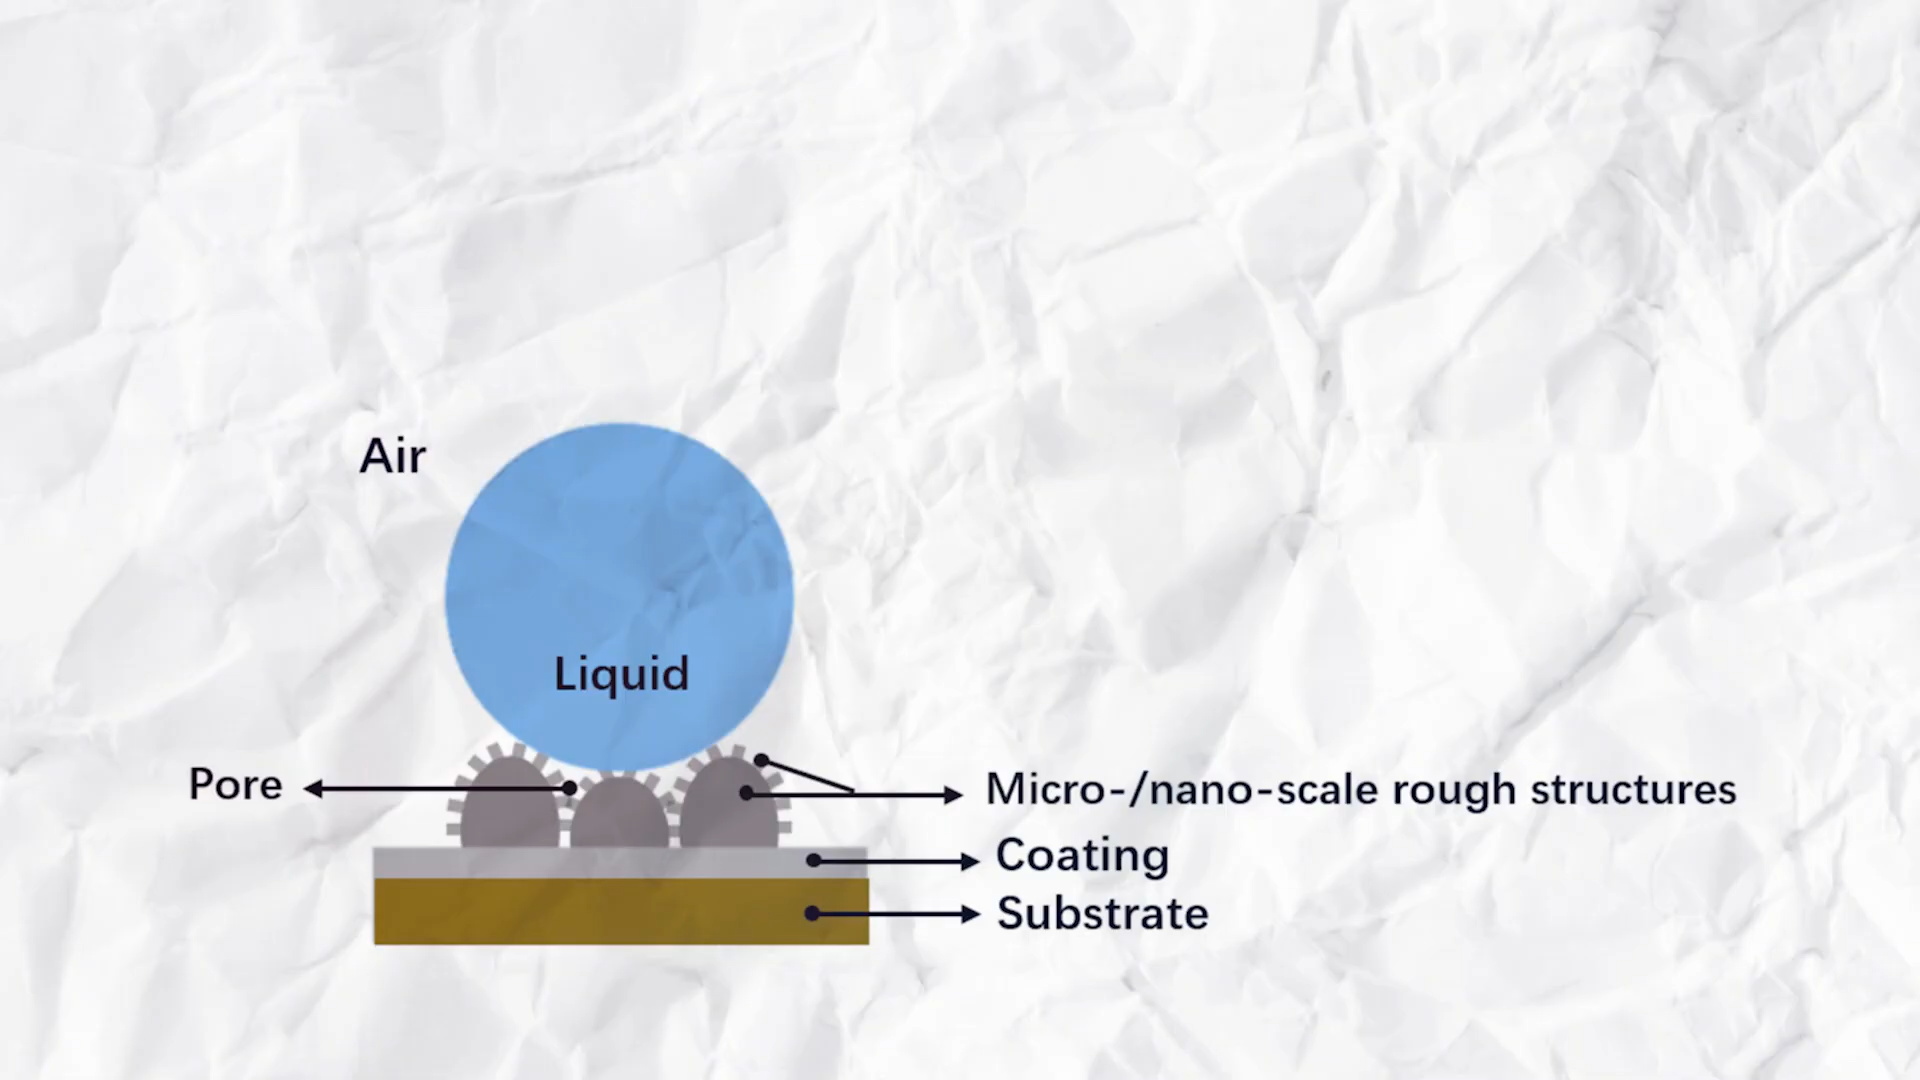 Air
Liquid
Pore
Micro-/nano-scale rough structures
Coating
Substrate